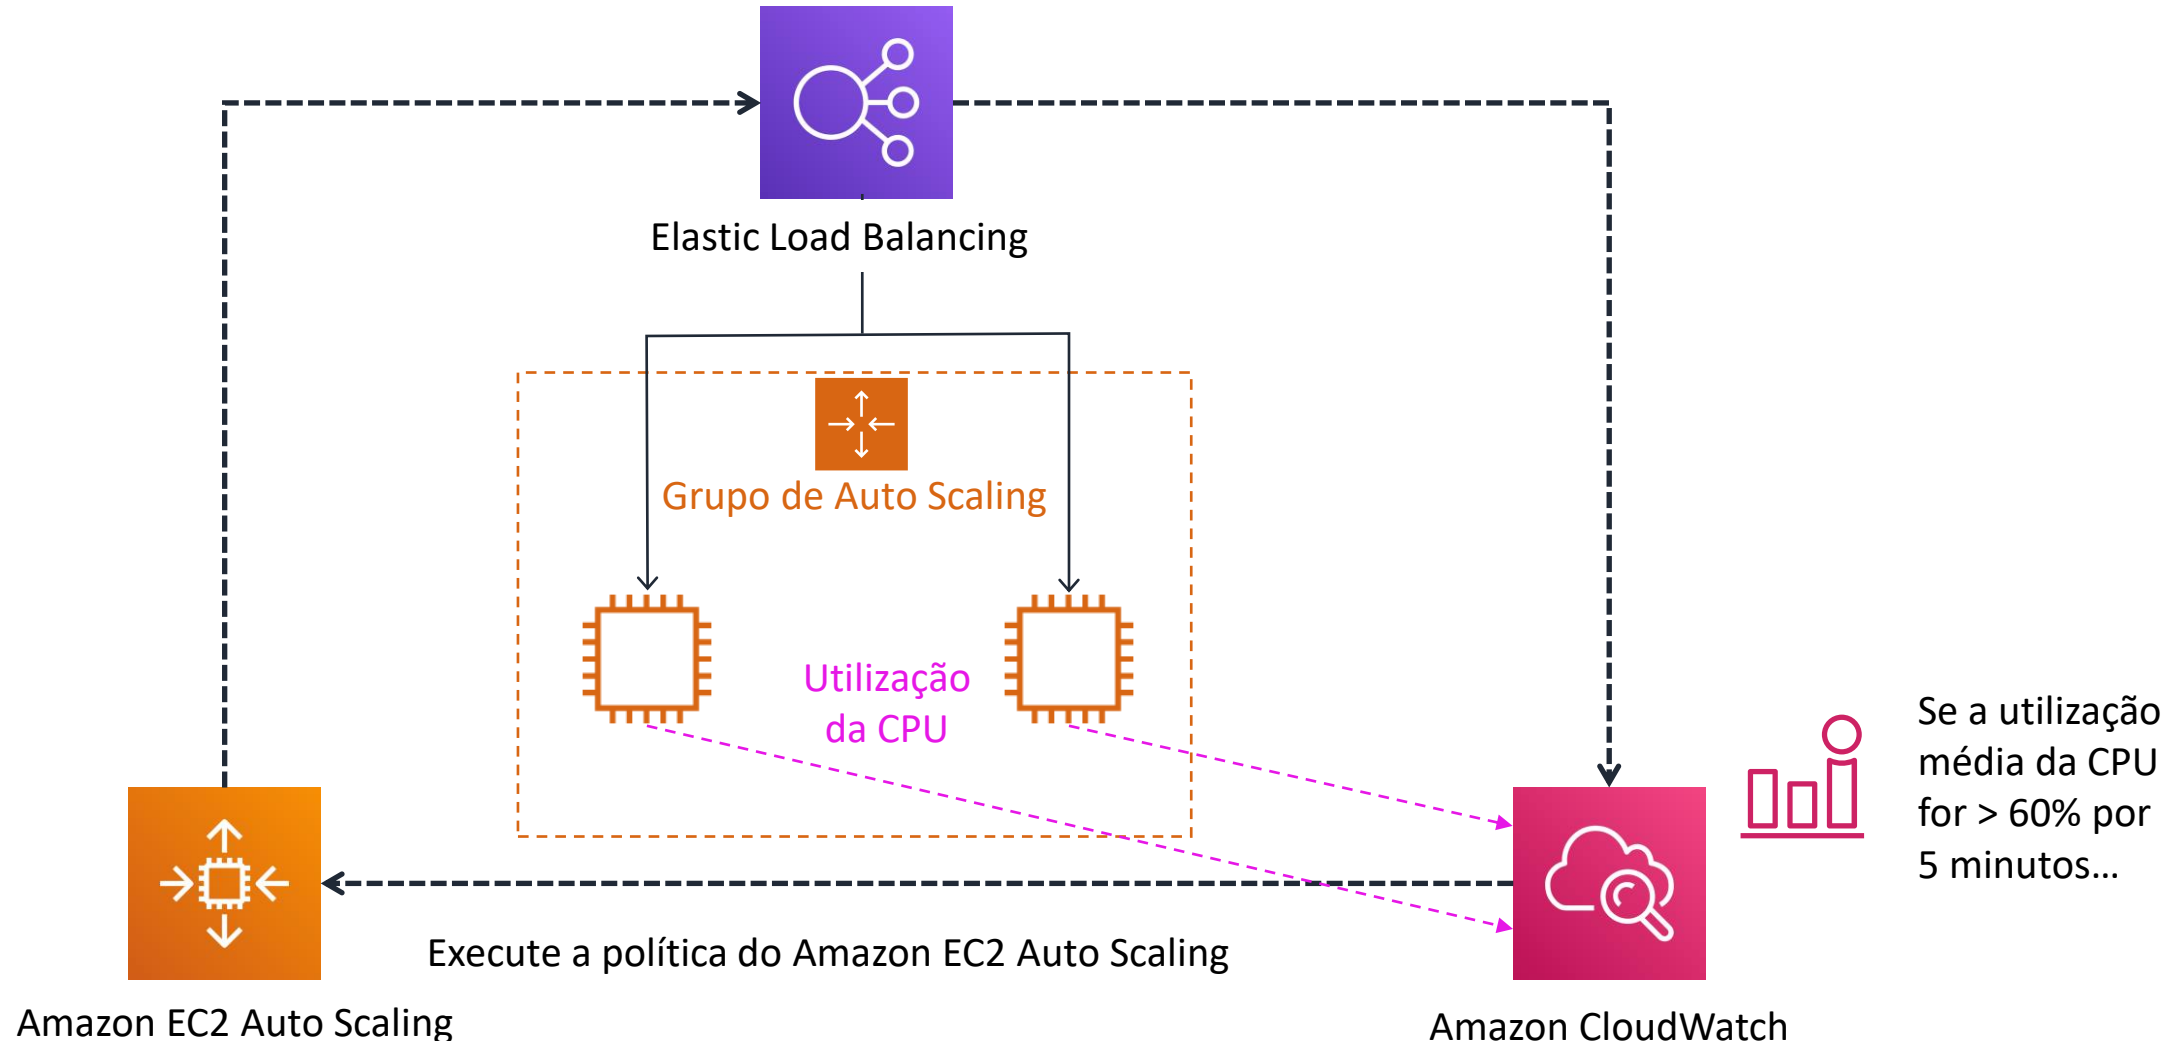 Elastic Load Balancing
Grupo de Auto Scaling
Utilização
da CPU
Se a utilização
média da CPU
for > 60% por
5 minutos...
Execute a política do Amazon EC2 Auto Scaling
Amazon EC2 Auto Scaling
Amazon CloudWatch